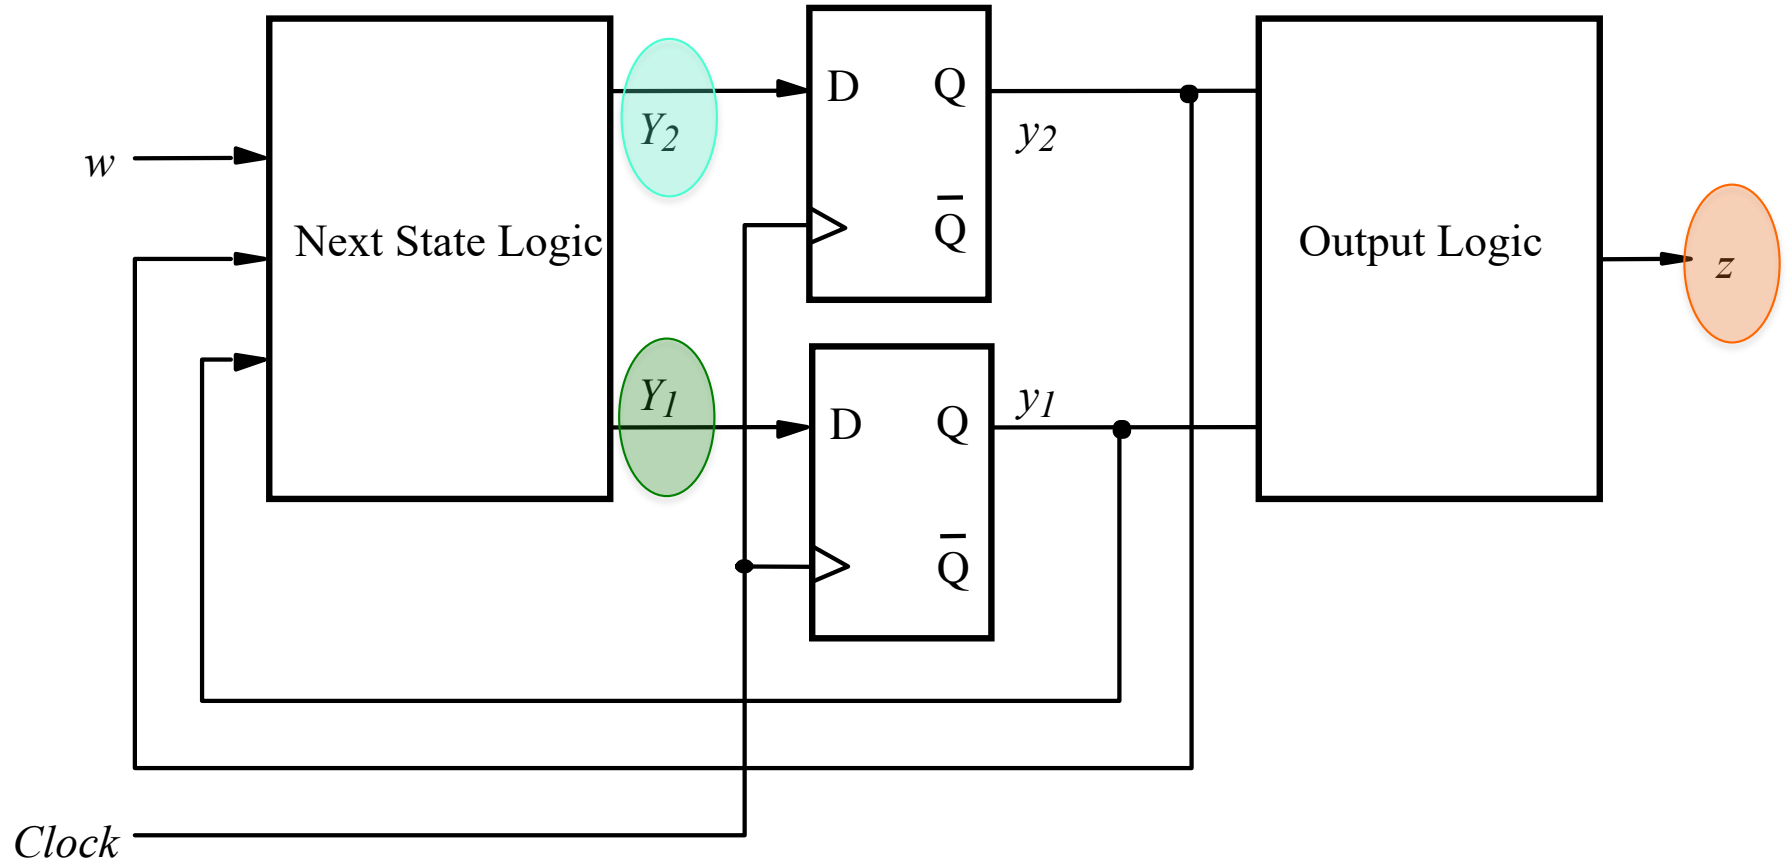 w
Next State Logic
Y2
Y1
D Q
Q̅
y2
D Q
Q̅
y1
Output Logic
z
Clock